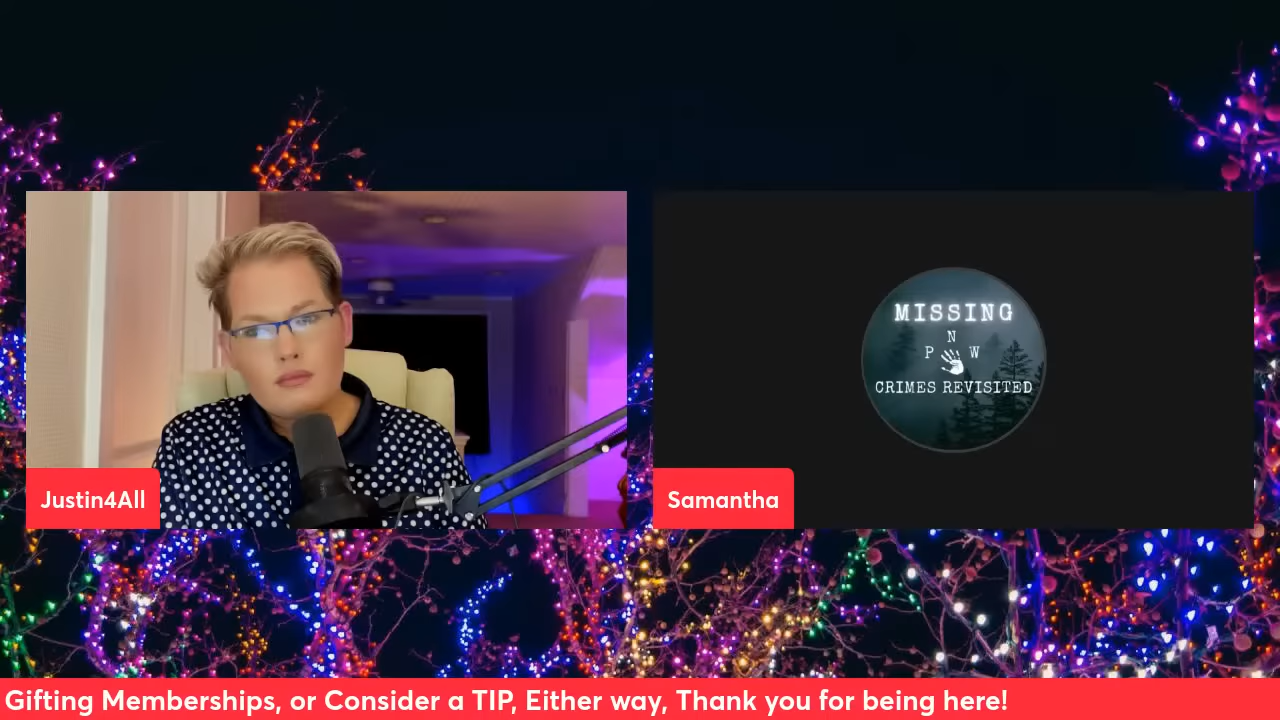 MISSING
N
P W
CRIMES REVISITED
Justin4All
Samantha
Gifting Memberships, or Consider a TIP, Either way, Thank you for being here!